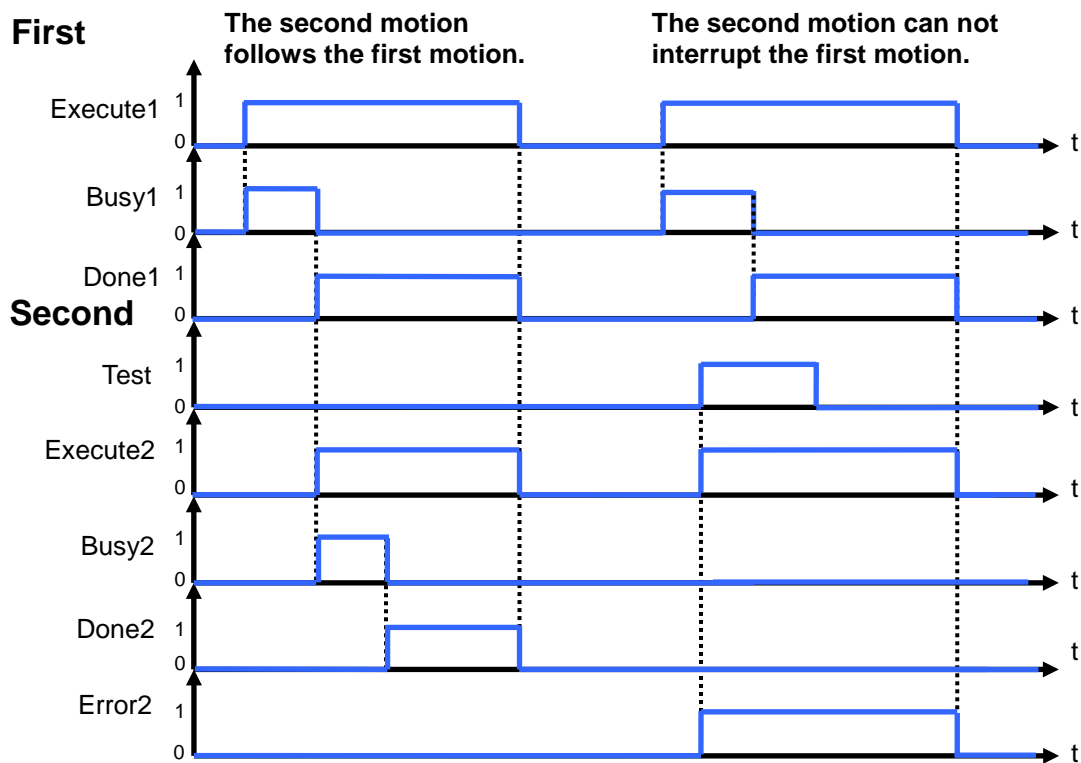 First
The second motion
follows the first motion.
The second motion can not
interrupt the first motion.
Execute1
1
0
t
Busy1
1
0
t
Done1
1
0
t
Second
Test
1
0
t
Execute2
1
0
t
Busy2
1
0
t
Done2
1
0
t
Error2
1
0
t